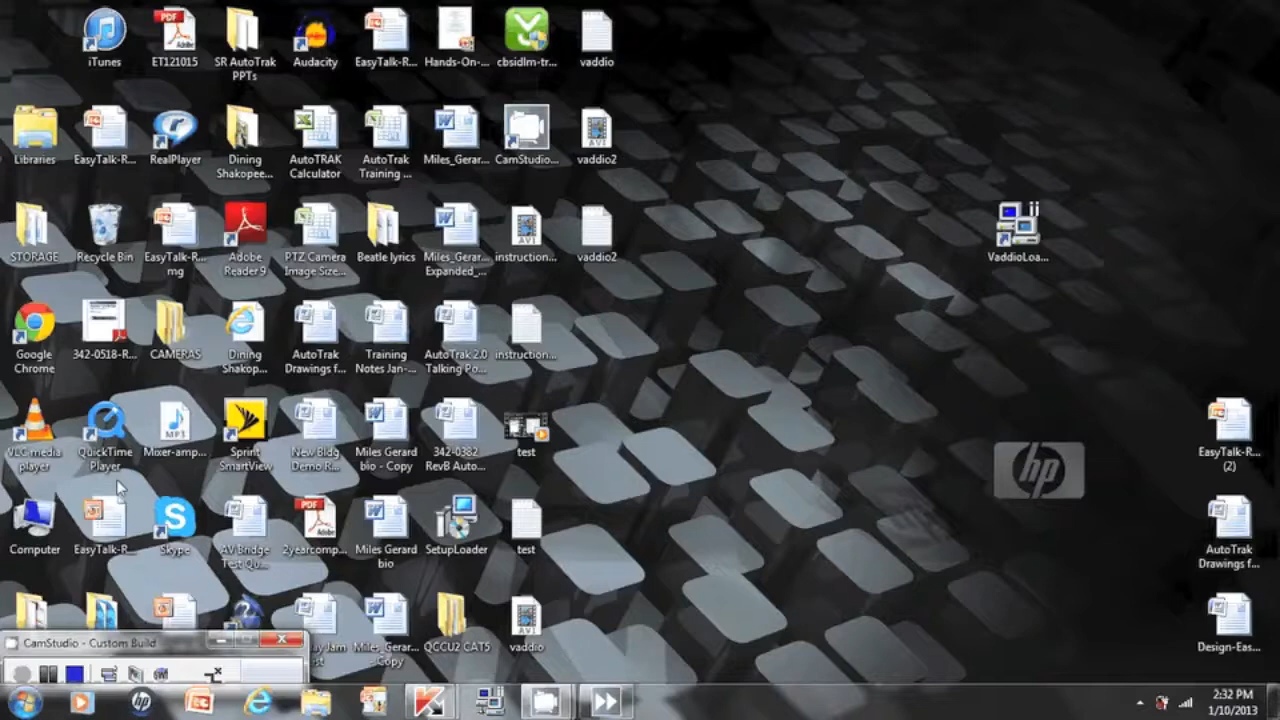 iTunes
ET121015
SR AutoTrak
PPTs
Audacity
EasyTalk-R...
Hands-On-...
cbsidlm-tr...
vaddio
Libraries
EasyTalk-R...
RealPlayer
Dining
Shakopee...
AutoTRAK
Calculator
AutoTrak
Training ...
Miles_Gerar...
CamStudio...
vaddio2
STORAGE
Recycle Bin
EasyTalk-R...
mg
Adobe
Reader 9
PTZ Camera
Image Size...
Beatle lyrics
Miles_Gerar...
Expanded_...
instruction...
vaddio2
VaddioLoa...
Google
Chrome
342-0518-R...
CAMERAS
Dining
Shakop...
AutoTrak
Drawings f...
Training
Notes Jan-...
AutoTrak 2.0
Talking Po...
instruction...
VLC media
player
QuickTime
Player
Mixer-amp...
Sprint
SmartView
New Bldg
Demo R...
Miles Gerard
bio - Copy
342-0382
RevB Auto...
test
EasyTalk-R...
(2)
Computer
EasyTalk-R...
Skype
AV Bridge
Test Qu...
2yearcomp...
Miles Gerard
bio
SetupLoader
test
AutoTrak
Drawings f...
Miles_Gerar...
Copy
QCCU2 CAT5
vaddio
Design-Eas...
hp
CamStudio - Custom Build
2:32 PM
1/10/2013